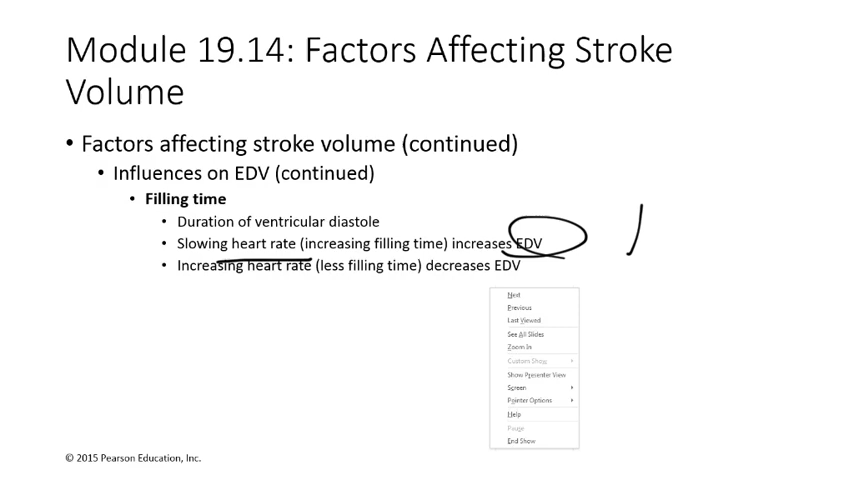 Module 19.14: Factors Affecting Stroke
Volume
• Factors affecting stroke volume (continued)
• Influences on EDV (continued)
• Filling time
• Duration of ventricular diastole
• Slowing heart rate (increasing filling time) increases EDV
• Increasing heart rate (less filling time) decreases EDV
Next
Previous
Last Viewed
See All Slides
Zoom In
Custom Show
Show Presenter View
Screen
Pointer Options
Help
Pause
End Show
© 2015 Pearson Education, Inc.